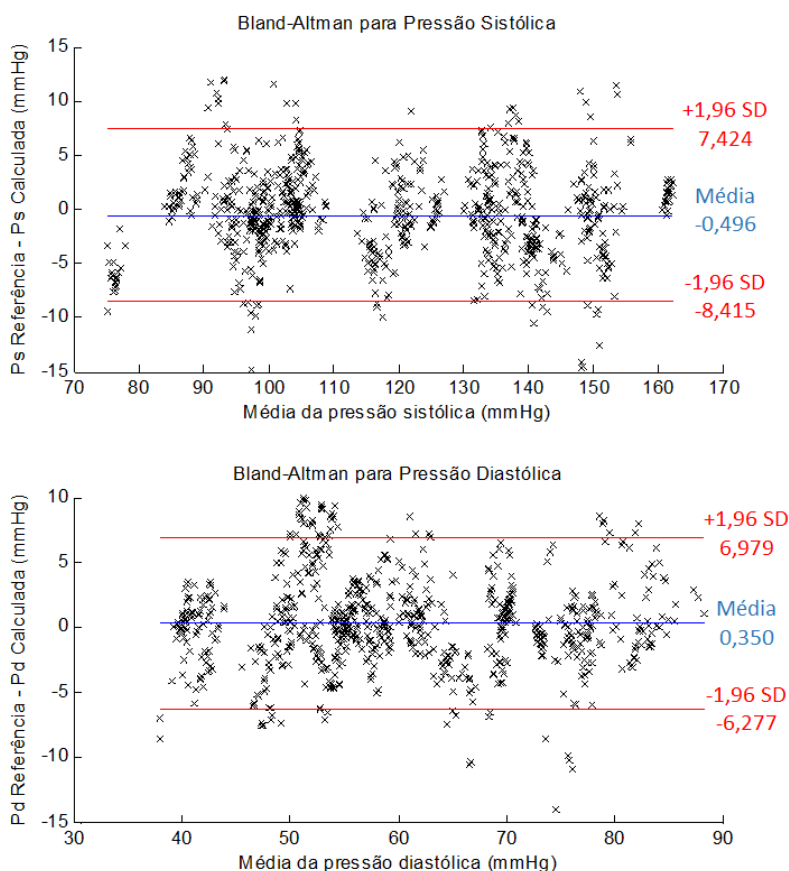 Bland-Altman para Pressão Sistólica
Ps Referência - Ps Calculada (mmHg)
15
10
5
0
-5
-10
-15
70 80 90 100 110 120 130 140 150 160 170
Média da pressão sistólica (mmHg)
+1,96 SD
7,424
Média
-0,496
-1,96 SD
-8,415
Bland-Altman para Pressão Diastólica
Pd Referência - Pd Calculada (mmHg)
10
5
0
-5
-10
-15
30 40 50 60 70 80 90
Média da pressão diastólica (mmHg)
+1,96 SD
6,979
Média
0,350
-1,96 SD
-6,277